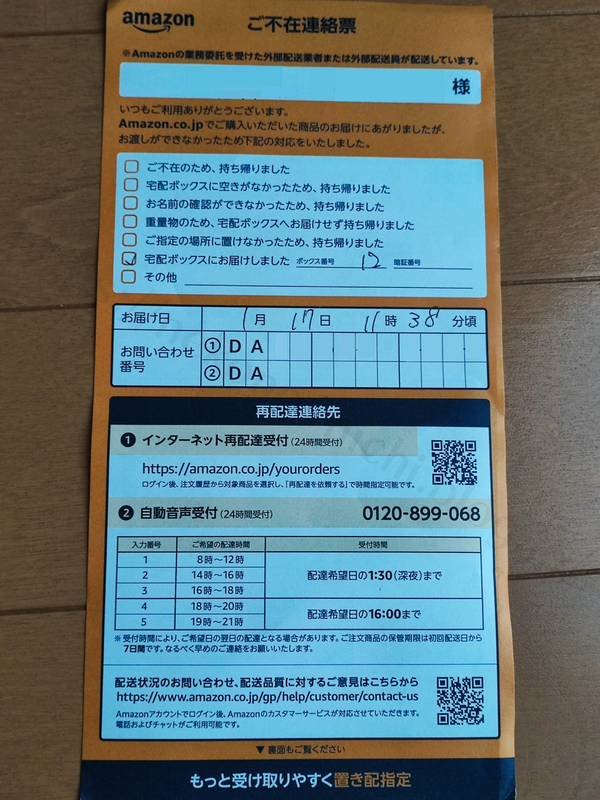 amazon ご不在連絡票
※Amazonの業務委託を受けた外部配送業者または外部配送員が配送しています。
様
いつもご利用ありがとうございます。
Amazon.co.jpでご購入いただいた商品のお届けにあがりましたが、
お渡しができなかったため下記の対応をいたしました。
ご不在のため、持ち帰りました
宅配ボックスに空きがなかったため、持ち帰りました
お名前の確認ができなかったため、持ち帰りました
重量物のため、宅配ボックスへお届けせず持ち帰りました
ご指定の場所に置けなかったため、持ち帰りました
宅配ボックスにお届けしました ボックス番号 12 暗証番号
その他
お届け日 1月 17日 11時 38分頃
お問い合わせ番号 ① D A
② D A
再配達連絡先
❶ インターネット再配達受付(24時間受付)
https://amazon.co.jp/yourorders
ログイン後、注文履歴から対象商品を選択し、「再配達を依頼する」で時間指定可能です。
❷ 自動音声受付(24時間受付) 0120-899-068
入力番号 ご希望の配達時間 受付時間
1 8時〜12時
2 14時〜16時 配達希望日の1:30(深夜)まで
3 16時〜18時
4 18時〜20時 配達希望日の16:00まで
5 19時〜21時
※受付時間により、ご希望日の翌日の配達となる場合があります。ご注文商品の保管期限は初回配送日から
7日間です。なるべく早めのご連絡をお願いいたします。
配送状況のお問い合わせ、配送品質に対するご意見はこちらから
https://www.amazon.co.jp/gp/help/customer/contact-us
Amazonアカウントでログイン後、Amazonのカスタマーサービスが対応させていただきます。
電話およびチャットがご利用可能です。
▼ 裏面もご覧ください
もっと受け取りやすく置き配指定